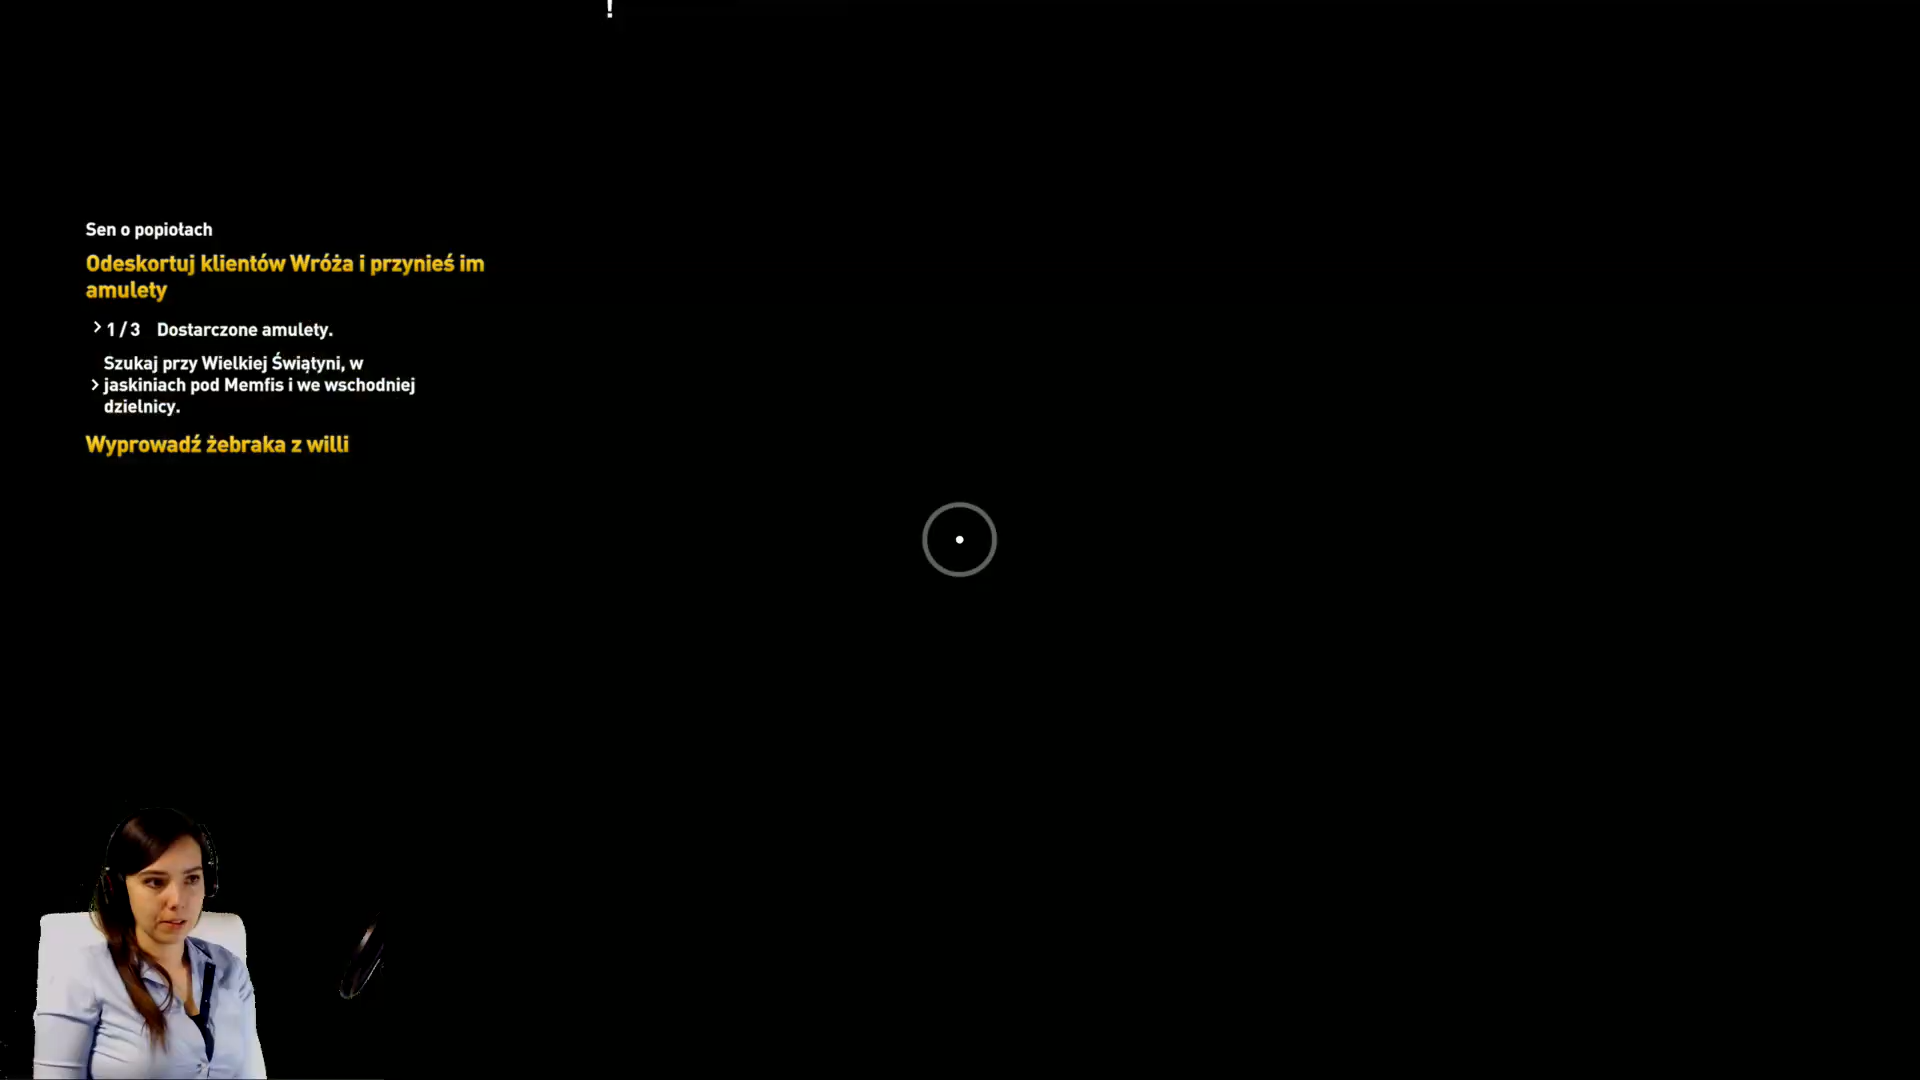 !
Sen o popiołach
Odeskortuj klientów Wróża i przynieś im
amulety
1 / 3 Dostarczone amulety.
Szukaj przy Wielkiej Świątyni, w
jaskiniach pod Memfis i we wschodniej
dzielnicy.
Wyprowadź żebraka z willi